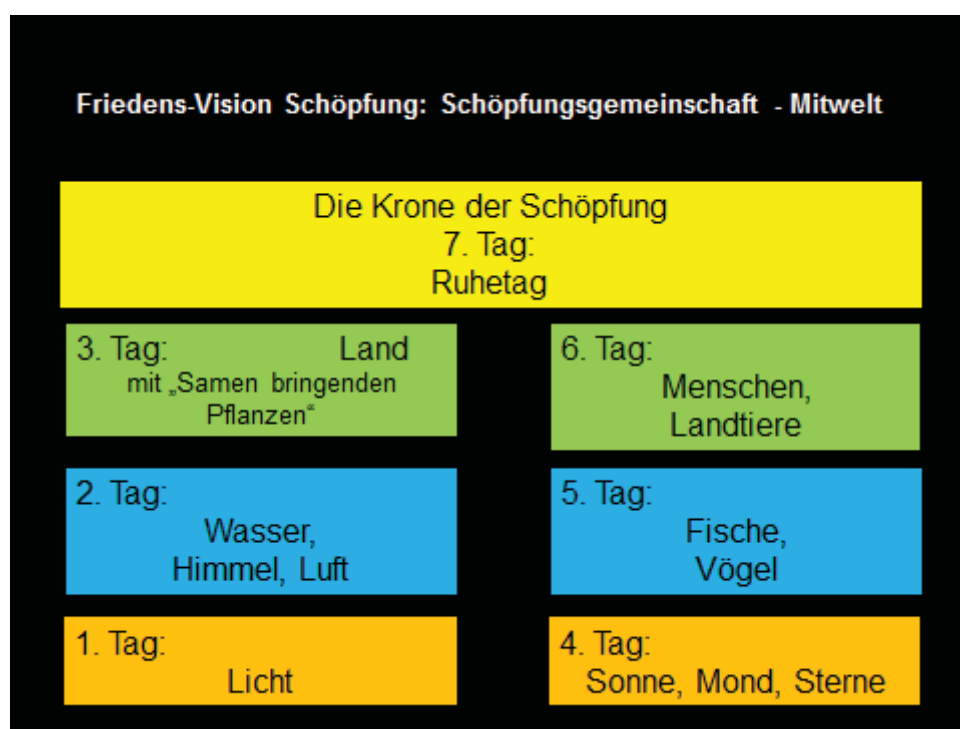 Friedens-Vision Schöpfung: Schöpfungsgemeinschaft - Mitwelt
Die Krone der Schöpfung
7. Tag:
Ruhetag
3. Tag: Land
mit „Samen bringenden
Pflanzen“
6. Tag:
Menschen,
Landtiere
2. Tag:
Wasser,
Himmel, Luft
5. Tag:
Fische,
Vögel
1. Tag:
Licht
4. Tag:
Sonne, Mond, Sterne